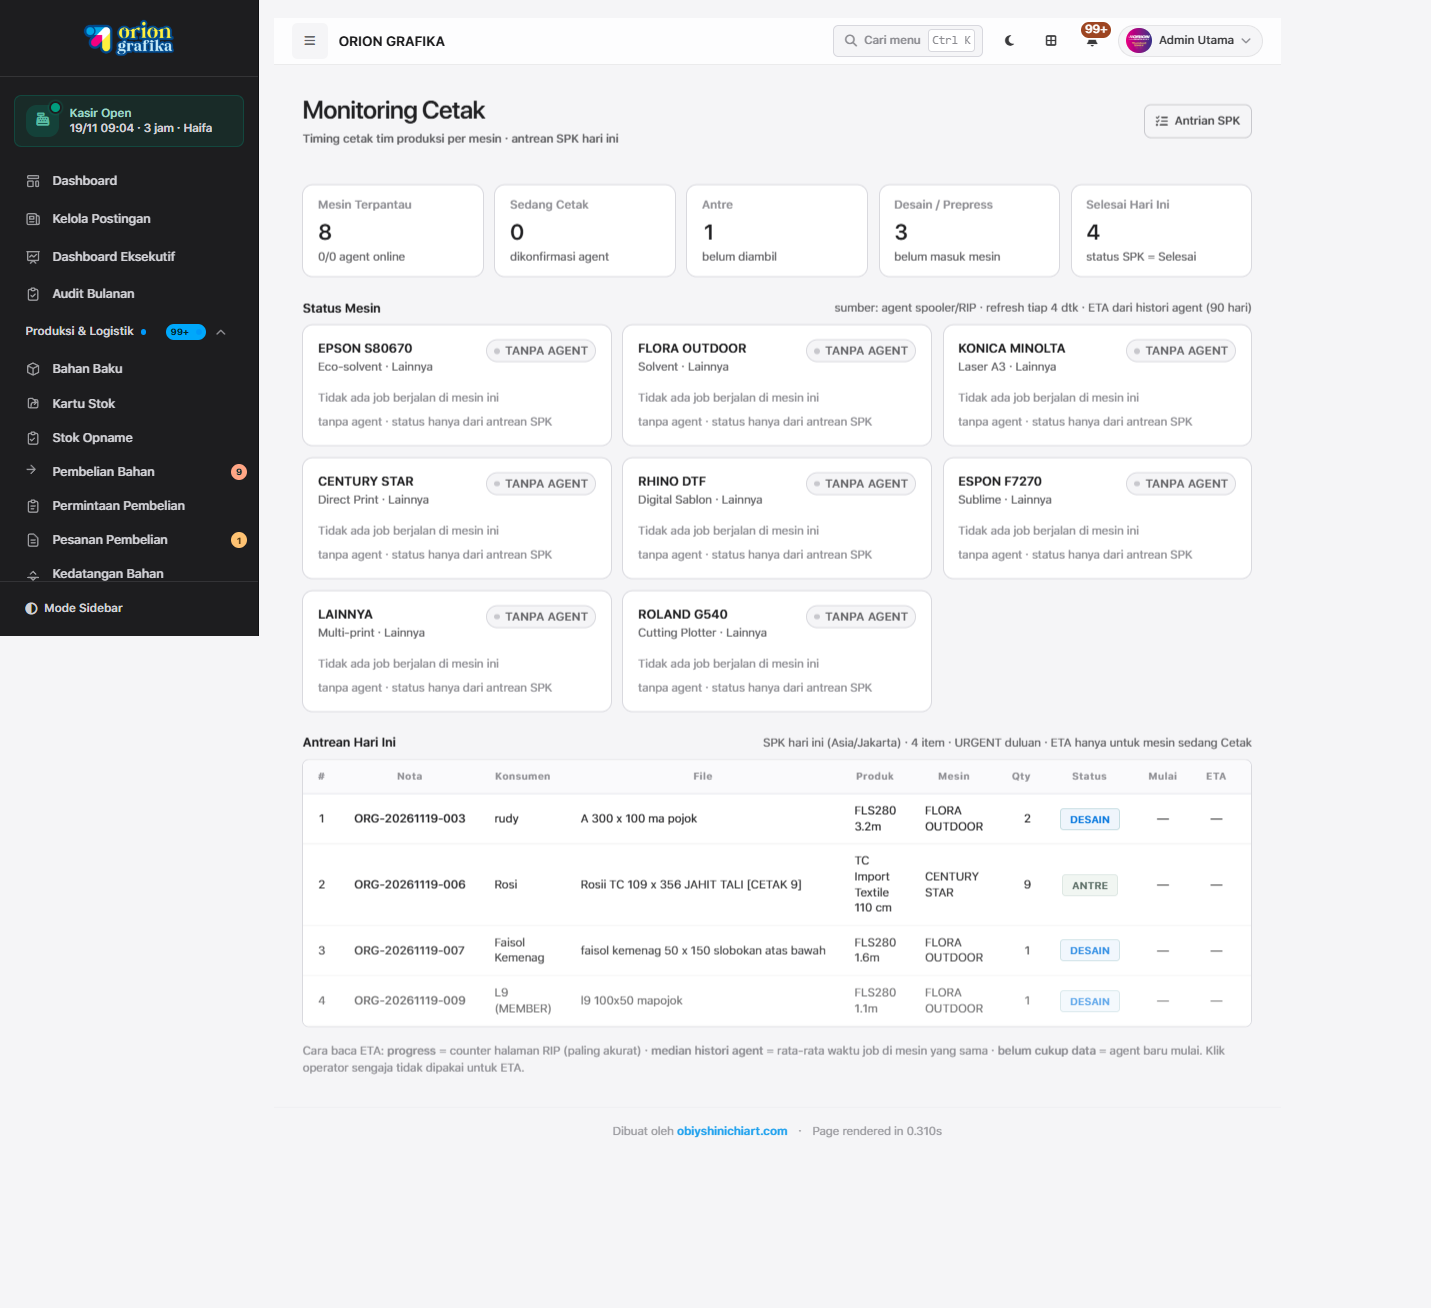 orion
grafika
Kasir Open
19/11 09:04 · 3 jam · Haifa
Dashboard
Kelola Postingan
Dashboard Eksekutif
Audit Bulanan
Produksi & Logistik 99+
Bahan Baku
Kartu Stok
Stok Opname
Pembelian Bahan 9
Permintaan Pembelian
Pesanan Pembelian 1
Kedatangan Bahan
Mode Sidebar
ORION GRAFIKA
Cari menu Ctrl K
99+
Admin Utama
Monitoring Cetak
Timing cetak tim produksi per mesin · antrean SPK hari ini
Antrian SPK
Mesin Terpantau
8
0/0 agent online
Sedang Cetak
0
dikonfirmasi agent
Antre
1
belum diambil
Desain / Prepress
3
belum masuk mesin
Selesai Hari Ini
4
status SPK = Selesai
Status Mesin
sumber: agent spooler/RIP · refresh tiap 4 dtk · ETA dari histori agent (90 hari)
EPSON S80670 TANPA AGENT
Eco-solvent · Lainnya
Tidak ada job berjalan di mesin ini
tanpa agent · status hanya dari antrean SPK
FLORA OUTDOOR TANPA AGENT
Solvent · Lainnya
Tidak ada job berjalan di mesin ini
tanpa agent · status hanya dari antrean SPK
KONICA MINOLTA TANPA AGENT
Laser A3 · Lainnya
Tidak ada job berjalan di mesin ini
tanpa agent · status hanya dari antrean SPK
CENTURY STAR TANPA AGENT
Direct Print · Lainnya
Tidak ada job berjalan di mesin ini
tanpa agent · status hanya dari antrean SPK
RHINO DTF TANPA AGENT
Digital Sablon · Lainnya
Tidak ada job berjalan di mesin ini
tanpa agent · status hanya dari antrean SPK
ESPON F7270 TANPA AGENT
Sublime · Lainnya
Tidak ada job berjalan di mesin ini
tanpa agent · status hanya dari antrean SPK
LAINNYA TANPA AGENT
Multi-print · Lainnya
Tidak ada job berjalan di mesin ini
tanpa agent · status hanya dari antrean SPK
ROLAND G540 TANPA AGENT
Cutting Plotter · Lainnya
Tidak ada job berjalan di mesin ini
tanpa agent · status hanya dari antrean SPK
Antrean Hari Ini
SPK hari ini (Asia/Jakarta) · 4 item · URGENT duluan · ETA hanya untuk mesin sedang Cetak
# Nota Konsumen File Produk Mesin Qty Status Mulai ETA
1 ORG-20261119-003 rudy A 300 x 100 ma pojok FLS280 3.2m FLORA OUTDOOR 2 DESAIN — —
2 ORG-20261119-006 Rosi Rosii TC 109 x 356 JAHIT TALI [CETAK 9] TC Import Textile 110 cm CENTURY STAR 9 ANTRE — —
3 ORG-20261119-007 Faisol Kemenag faisol kemenag 50 x 150 slobokan atas bawah FLS280 1.6m FLORA OUTDOOR 1 DESAIN — —
4 ORG-20261119-009 L9 (MEMBER) l9 100x50 mapojok FLS280 1.1m FLORA OUTDOOR 1 DESAIN — —
Cara baca ETA: progress = counter halaman RIP (paling akurat) · median histori agent = rata-rata waktu job di mesin yang sama · belum cukup data = agent baru mulai. Klik
operator sengaja tidak dipakai untuk ETA.
Dibuat oleh obiyshinichiart.com · Page rendered in 0.310s